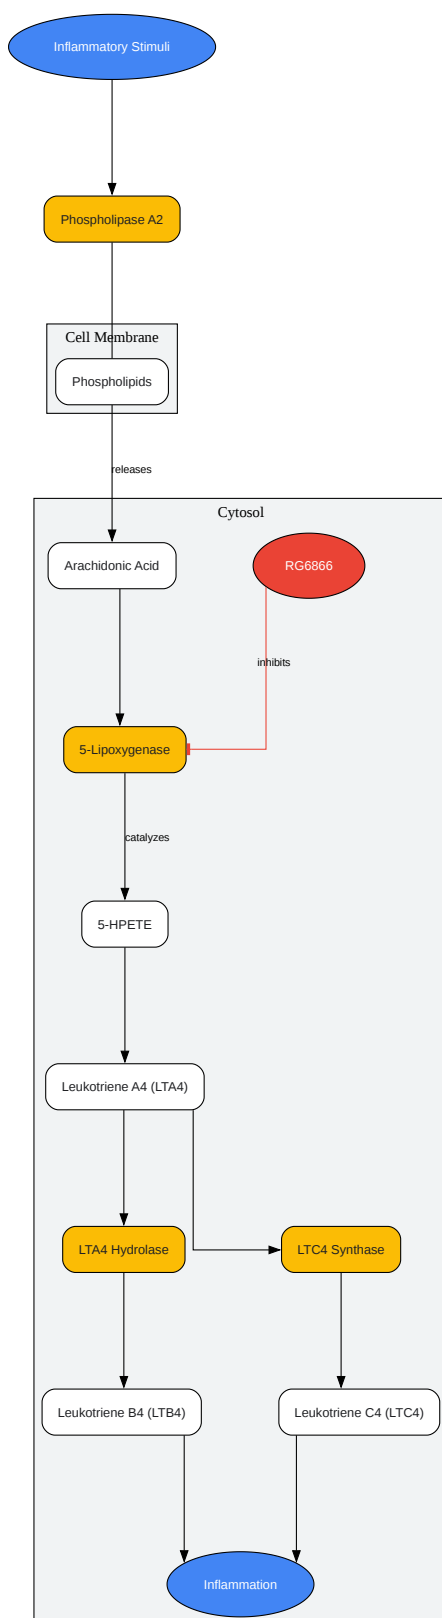 Inflammatory Stimuli
Phospholipase A2
Cell Membrane
Phospholipids
releases
Cytosol
Arachidonic Acid
RG6866
inhibits
5-Lipoxygenase
catalyzes
5-HPETE
Leukotriene A4 (LTA4)
LTA4 Hydrolase
LTC4 Synthase
Leukotriene B4 (LTB4)
Leukotriene C4 (LTC4)
Inflammation